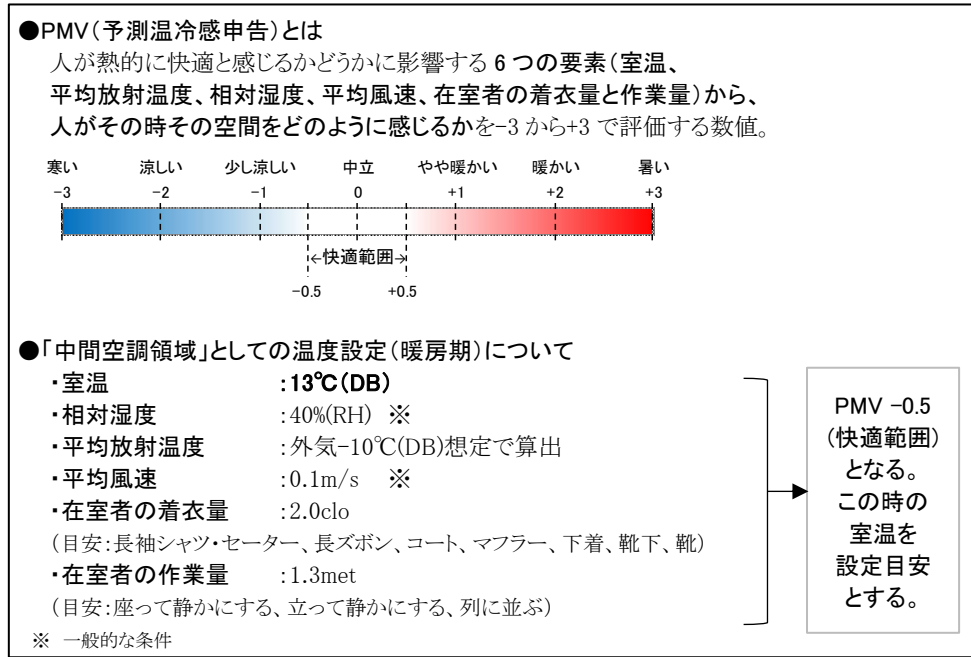 ●PMV(予測温冷感申告)とは
人が熱的に快適と感じるかどうかに影響する 6 つの要素(室温、
平均放射温度、相対湿度、平均風速、在室者の着衣量と作業量)から、
人がその時その空間をどのように感じるかを-3 から+3 で評価する数値。
寒い 涼しい 少し涼しい 中立 やや暖かい 暖かい 暑い
-3 -2 -1 0 +1 +2 +3
←快適範囲→
-0.5 +0.5
●「中間空調領域」としての温度設定(暖房期)について
・室温 :13℃(DB)
・相対湿度 :40%(RH) ※
・平均放射温度 :外気-10℃(DB)想定で算出
・平均風速 :0.1m/s ※
・在室者の着衣量 :2.0clo
(目安:長袖シャツ・セーター、長ズボン、コート、マフラー、下着、靴下、靴)
・在室者の作業量 :1.3met
(目安:座って静かにする、立って静かにする、列に並ぶ)
※ 一般的な条件
PMV -0.5
(快適範囲)
となる。
この時の
室温を
設定目安
とする。